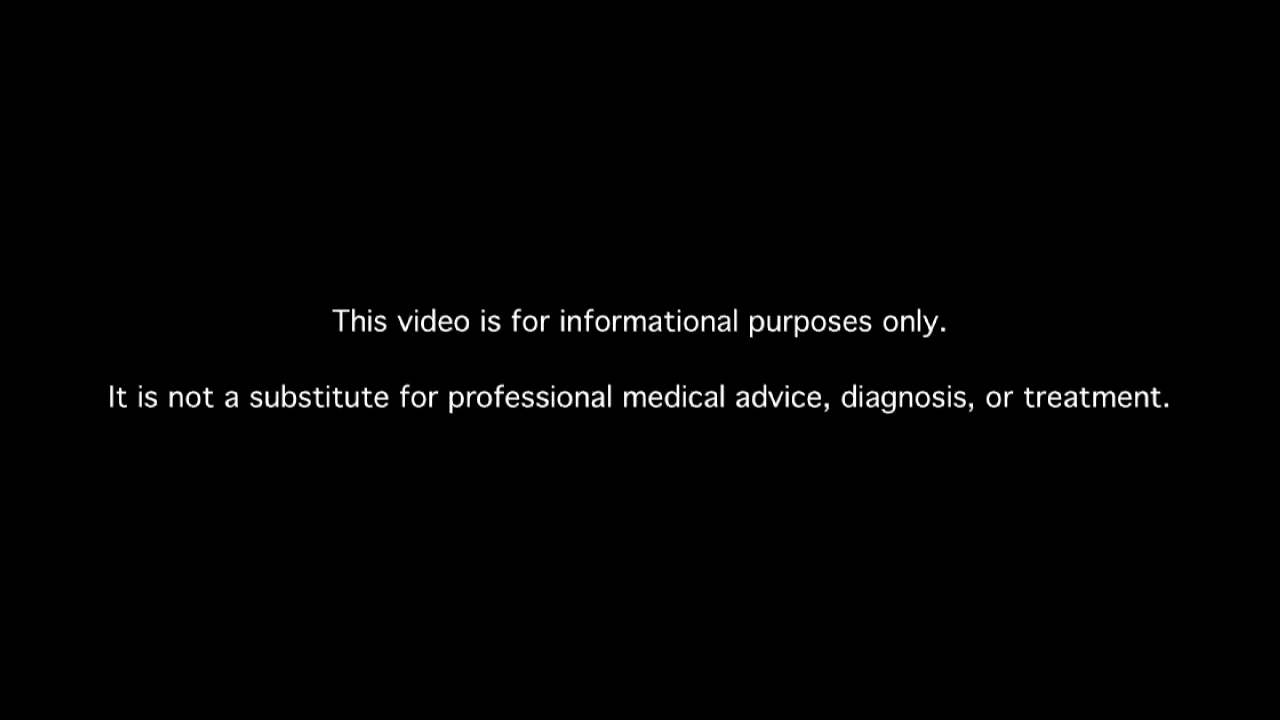 This video is for informational purposes only.
It is not a substitute for professional medical advice, diagnosis, or treatment.